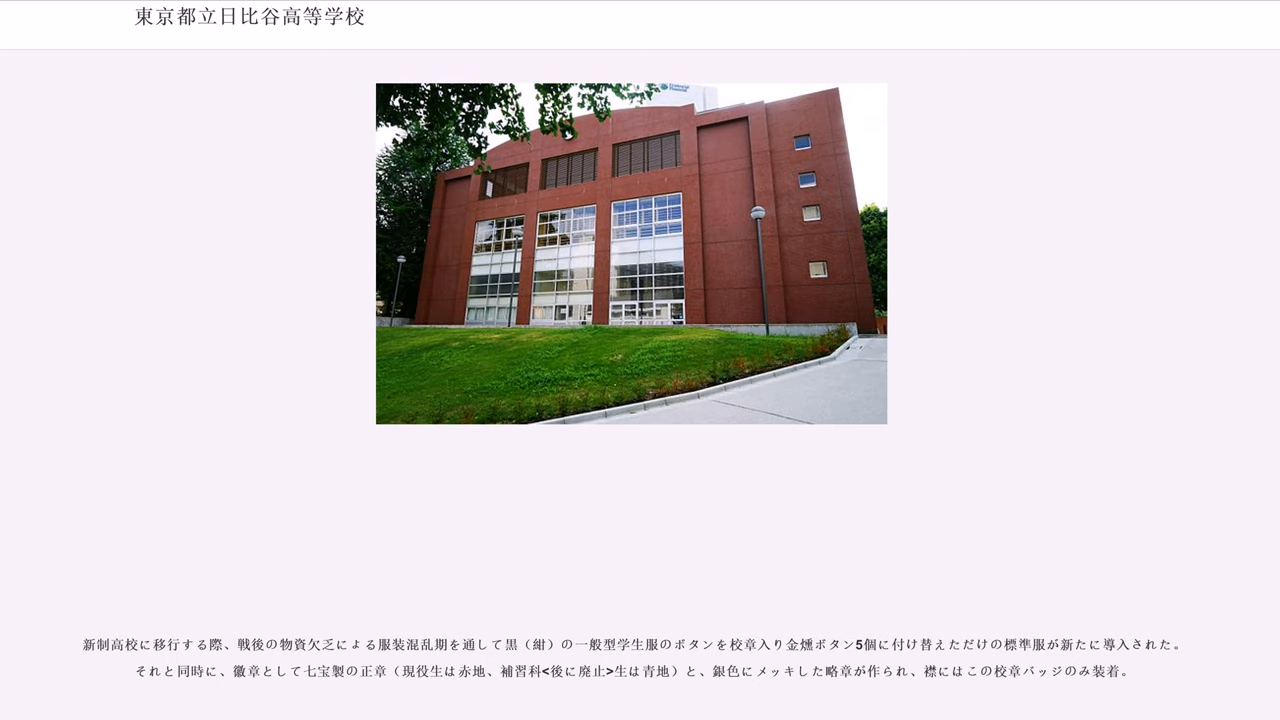 東京都立日比谷高等学校
新制高校に移行する際、戦後の物資欠乏による服装混乱期を通して黒（紺）の一般型学生服のボタンを校章入り金燻ボタン5個に付け替えただけの標準服が新たに導入された。
それと同時に、徽章として七宝製の正章（現役生は赤地、補習科<後に廃止>生は青地）と、銀色にメッキした略章が作られ、襟にはこの校章バッジのみ装着。